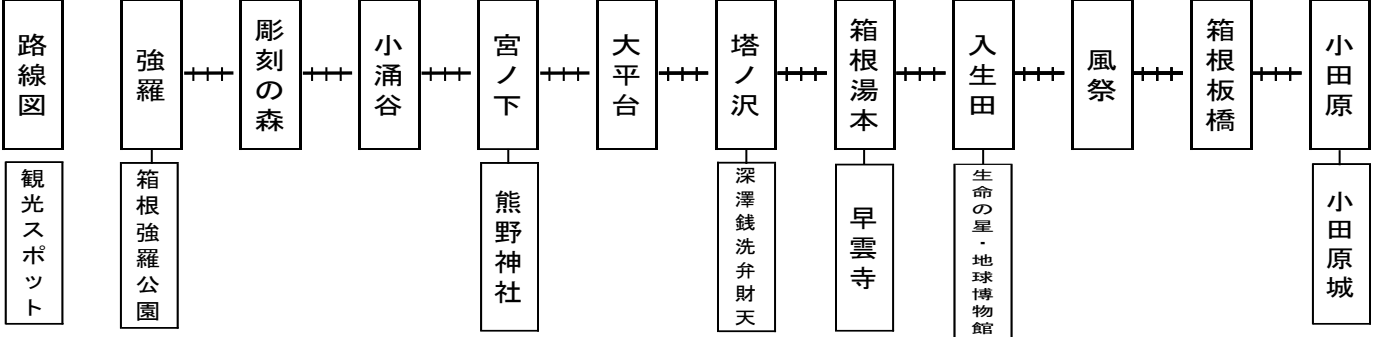 路線図
強羅
彫刻の森
小涌谷
宮ノ下
大平台
塔ノ沢
箱根湯本
入生田
風祭
箱根板橋
小田原
観光スポット
箱根強羅公園
熊野神社
深澤銭洗弁財天
早雲寺
生命の星・地球博物館
小田原城